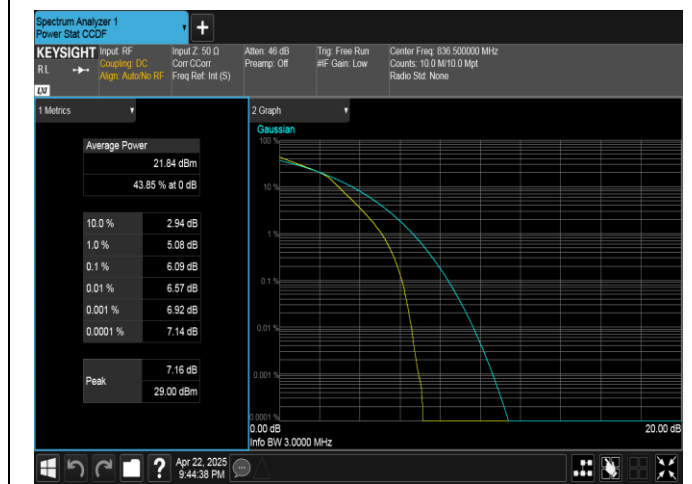 Spectrum Analyzer 1
Power Stat CCDF
+
KEYSIGHT
R L
Input: RF
Coupling: DC
Align: Auto/No RF
Input Z: 50 Ω
Corr CCorr
Freq Ref: Int (S)
Atten: 46 dB
Preamp: Off
Trig: Free Run
#IF Gain: Low
Center Freq: 836.500000 MHz
Counts: 10.0 M/10.0 Mpt
Radio Std: None
LXI
1 Metrics
Average Power
21.84 dBm
43.85 % at 0 dB
10.0 % 2.94 dB
1.0 % 5.08 dB
0.1 % 6.09 dB
0.01 % 6.57 dB
0.001 % 6.92 dB
0.0001 % 7.14 dB
Peak
7.16 dB
29.00 dBm
2 Graph
Gaussian
100 %
10 %
1 %
0.1 %
0.01 %
0.001 %
0.0001 %
0.00 dB
20.00 dB
Info BW 3.0000 MHz
?
Apr 22, 2025
9:44:38 PM